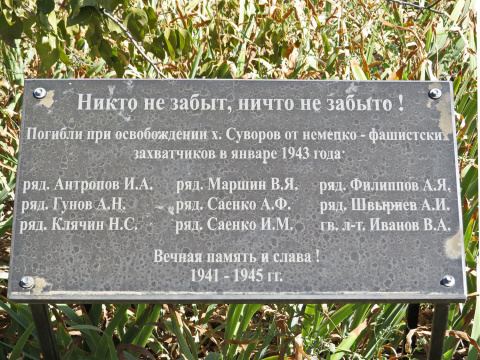 Никто не забыт, ничто не забыто !
Погибли при освобождении х. Суворов от немецко - фашистских
захватчиков в январе 1943 года:
ряд. Антропов И.А. ряд. Маршин В.Я. ряд. Филиппов А.Я.
ряд. Гунов А.Н. ряд. Саенко А.Ф. ряд. Швыриев А.И.
ряд. Клячин Н.С. ряд. Саенко И.М. гв. л-т. Иванов В.А.
Вечная память и слава !
1941 - 1945 гг.